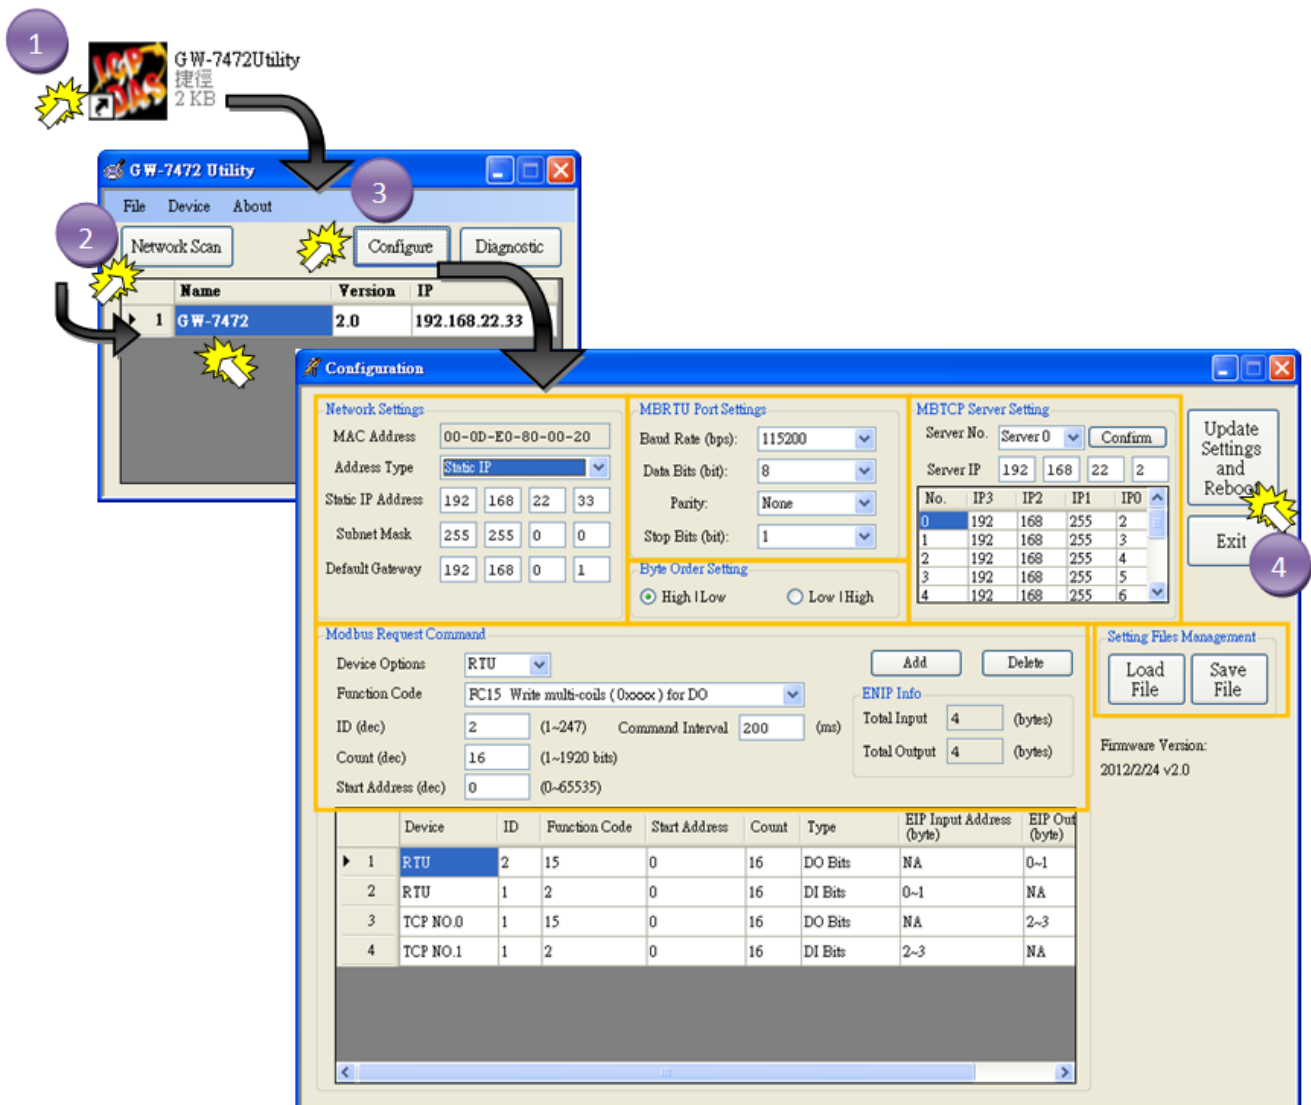 1
ICP DAS
GW-7472Utility
捷徑
2 KB
GW-7472 Utility
3
File Device About
2
Network Scan Configure Diagnostic
Name Version IP
1 GW-7472 2.0 192.168.22.33
Configuration
Network Settings
MAC Address 00-0D-E0-80-00-20
Address Type Static IP
Static IP Address 192 168 22 33
Subnet Mask 255 255 0 0
Default Gateway 192 168 0 1
MBRTU Port Settings
Baud Rate (bps): 115200
Data Bits (bit): 8
Parity: None
Stop Bits (bit): 1
Byte Order Setting
High | Low Low | High
MBTCP Server Setting
Server No. Server 0 Confirm
Server IP 192 168 22 2
No. IP3 IP2 IP1 IP0
0 192 168 255 2
1 192 168 255 3
2 192 168 255 4
3 192 168 255 5
4 192 168 255 6
Update
Settings
and
Reboot
Exit
4
Modbus Request Command
Device Options RTU
Function Code FC15 Write multi-coils ( 0xxxx ) for DO
ID (dec) 2 (1~247) Command Interval 200 (ms)
Count (dec) 16 (1~1920 bits)
Start Address (dec) 0 (0~65535)
Add Delete
ENIP Info
Total Input 4 (bytes)
Total Output 4 (bytes)
Setting Files Management
Load
File
Save
File
Firmware Version:
2012/2/24 v2.0
Device ID Function Code Start Address Count Type EIP Input Address (byte) EIP Out (byte)
1 RTU 2 15 0 16 DO Bits NA 0~1
2 RTU 1 2 0 16 DI Bits 0~1 NA
3 TCP NO.0 1 15 0 16 DO Bits NA 2~3
4 TCP NO.1 1 2 0 16 DI Bits 2~3 NA